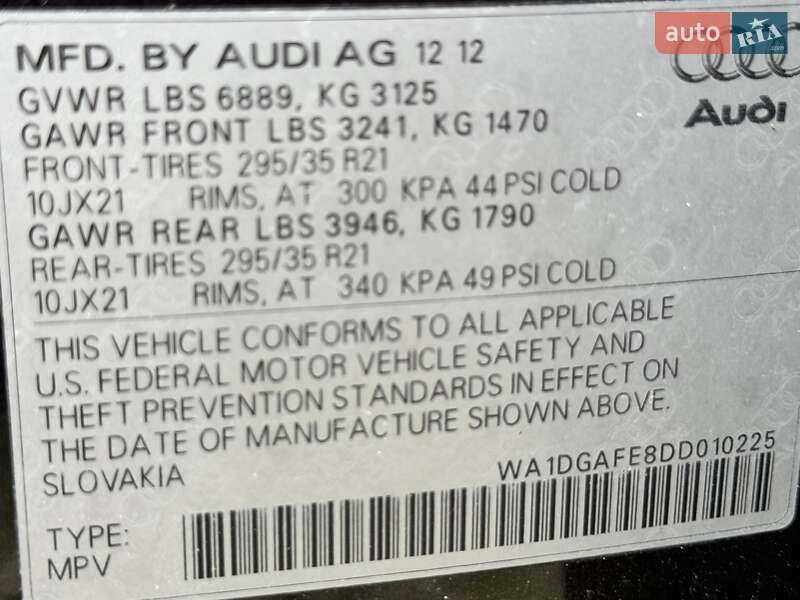 auto RIA
MFD. BY AUDI AG 12 12
GVWR LBS 6889, KG 3125
Audi
GAWR FRONT LBS 3241, KG 1470
FRONT-TIRES 295/35 R21
10JX21 RIMS, AT 300 KPA 44 PSI COLD
GAWR REAR LBS 3946, KG 1790
REAR-TIRES 295/35 R21
10JX21 RIMS, AT 340 KPA 49 PSI COLD
THIS VEHICLE CONFORMS TO ALL APPLICABLE
U.S. FEDERAL MOTOR VEHICLE SAFETY AND
THEFT PREVENTION STANDARDS IN EFFECT ON
THE DATE OF MANUFACTURE SHOWN ABOVE.
SLOVAKIA WA1DGAFE8DD010225
TYPE:
MPV